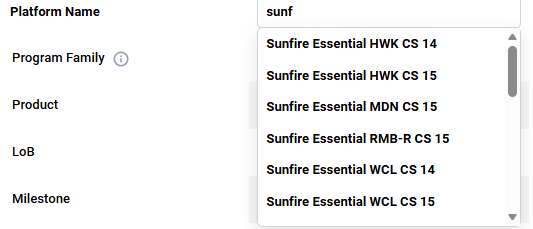 Platform Name
sunf
Sunfire Essential HWK CS 14
Program Family
Sunfire Essential HWK CS 15
Product
Sunfire Essential MDN CS 15
Sunfire Essential RMB-R CS 15
LoB
Sunfire Essential WCL CS 14
Milestone
Sunfire Essential WCL CS 15